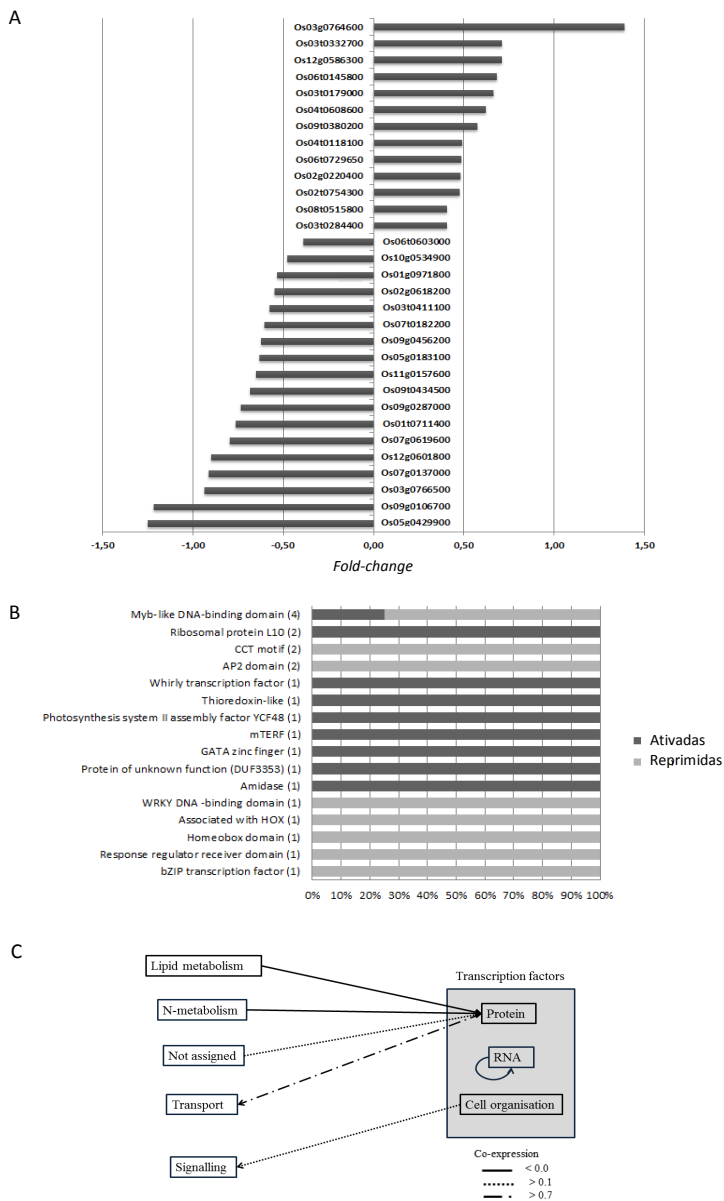 A
Os03g0764600
Os03t0332700
Os12g0586300
Os06t0145800
Os03t0179000
Os04t0608600
Os09t0380200
Os04t0118100
Os06t0729650
Os02g0220400
Os02t0754300
Os08t0515800
Os03t0284400
Os06t0603000
Os10g0534900
Os01g0971800
Os02g0618200
Os03t0411100
Os07t0182200
Os09g0456200
Os05g0183100
Os11g0157600
Os09t0434500
Os09g0287000
Os01t0711400
Os07g0619600
Os12g0601800
Os07g0137000
Os03g0766500
Os09g0106700
Os05g0429900
-1,50 -1,00 -0,50 0,00 0,50 1,00 1,50
Fold-change
B
Myb-like DNA-binding domain (4)
Ribosomal protein L10 (2)
CCT motif (2)
AP2 domain (2)
Whirly transcription factor (1)
Thioredoxin-like (1)
Photosynthesis system II assembly factor YCF48 (1)
mTERF (1)
GATA zinc finger (1)
Protein of unknown function (DUF3353) (1)
Amidase (1)
WRKY DNA -binding domain (1)
Associated with HOX (1)
Homeobox domain (1)
Response regulator receiver domain (1)
bZIP transcription factor (1)
0% 10% 20% 30% 40% 50% 60% 70% 80% 90% 100%
Ativadas
Reprimidas
C
Lipid metabolism
N-metabolism
Not assigned
Transport
Signalling
Transcription factors
Protein
RNA
Cell organisation
Co-expression
< 0.0
> 0.1
> 0.7